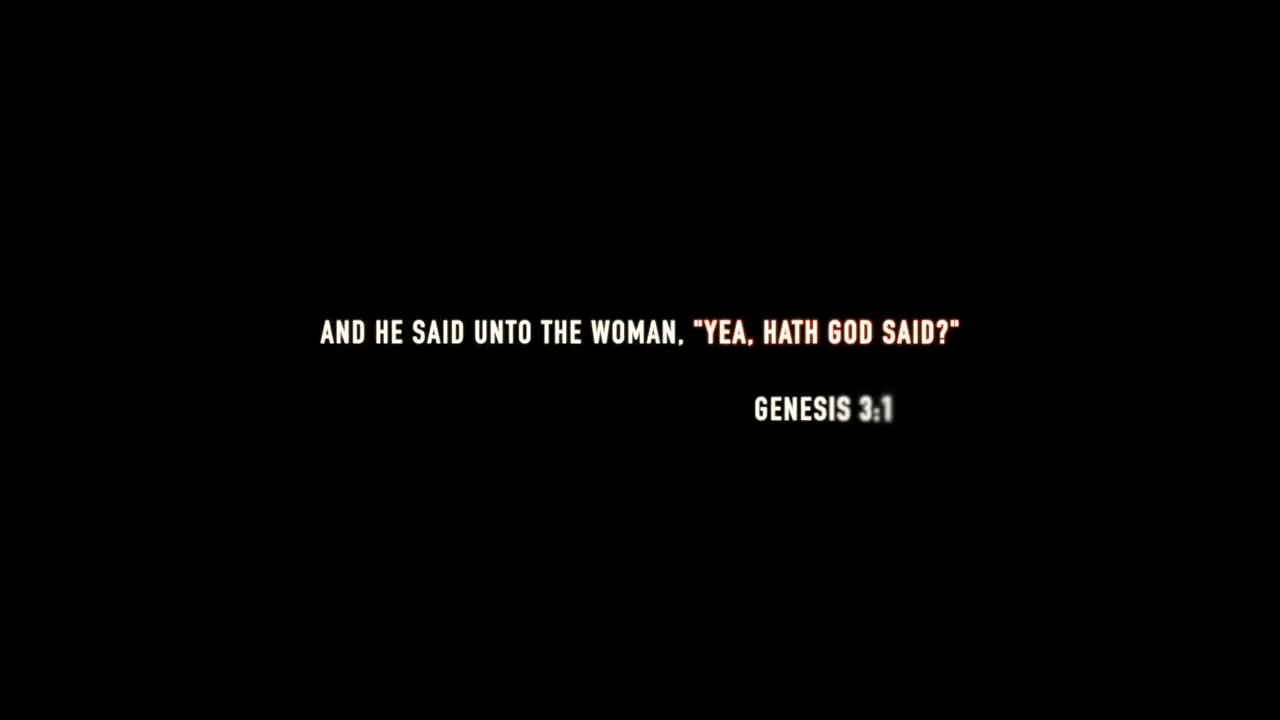 AND HE SAID UNTO THE WOMAN, "YEA, HATH GOD SAID?"
GENESIS 3:1